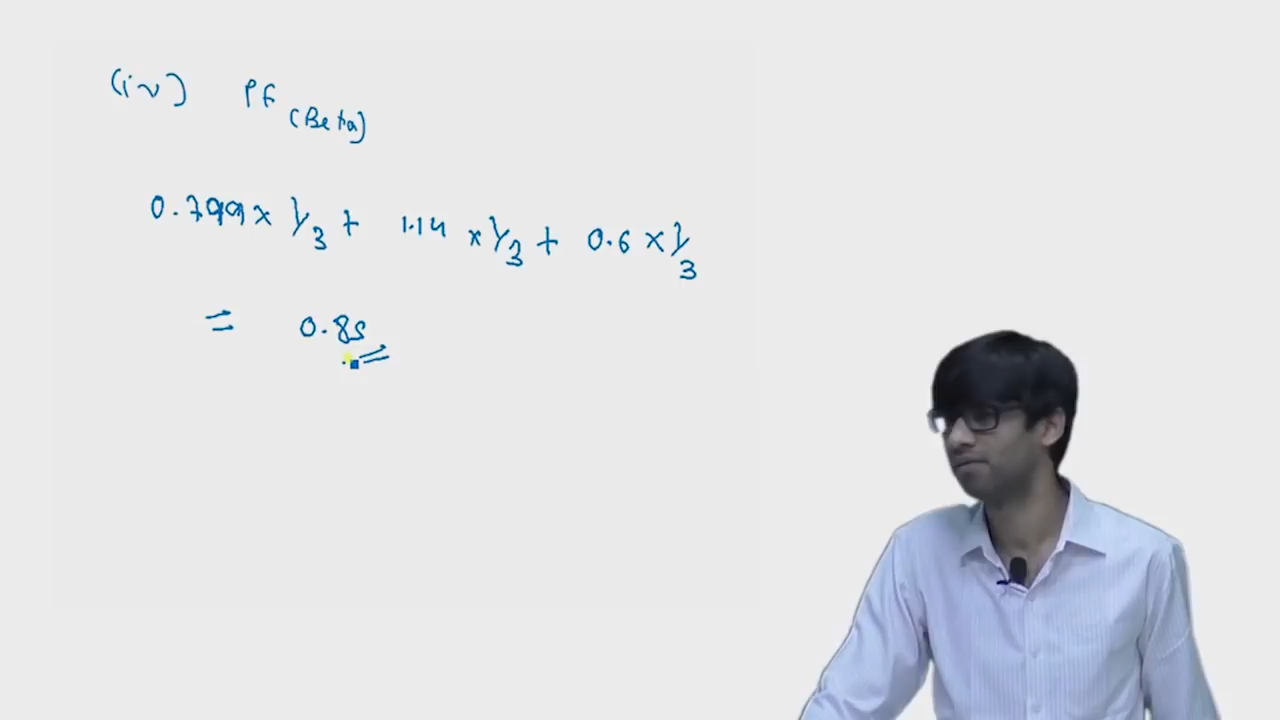 (iv) PF (Beta)
0.799 x 1/3 + 1.14 x 1/3 + 0.6 x 1/3
= 0.85